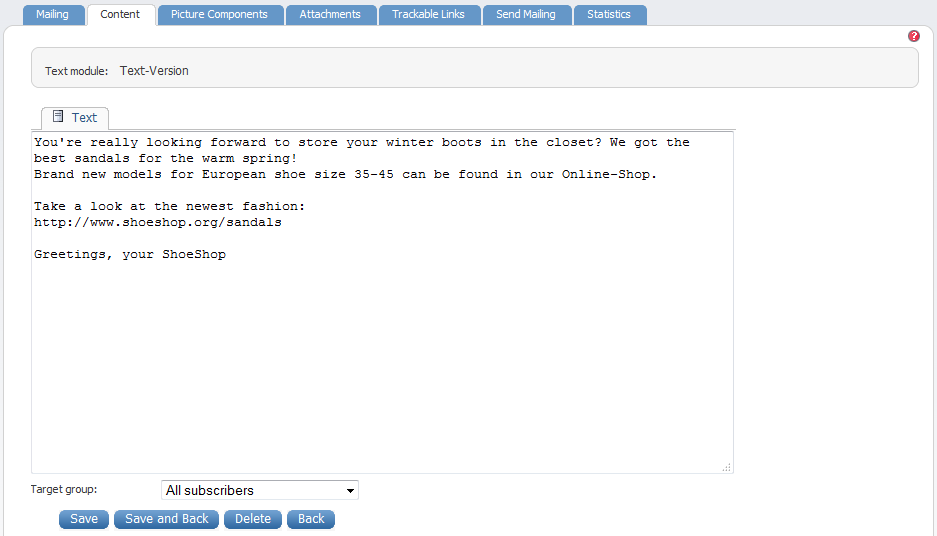 Mailing Content Picture Components Attachments Trackable Links Send Mailing Statistics
?
Text module: Text-Version
Text
You're really looking forward to store your winter boots in the closet? We got the
best sandals for the warm spring!
Brand new models for European shoe size 35-45 can be found in our Online-Shop.
Take a look at the newest fashion:
http://www.shoeshop.org/sandals
Greetings, your ShoeShop
Target group: All subscribers
Save Save and Back Delete Back